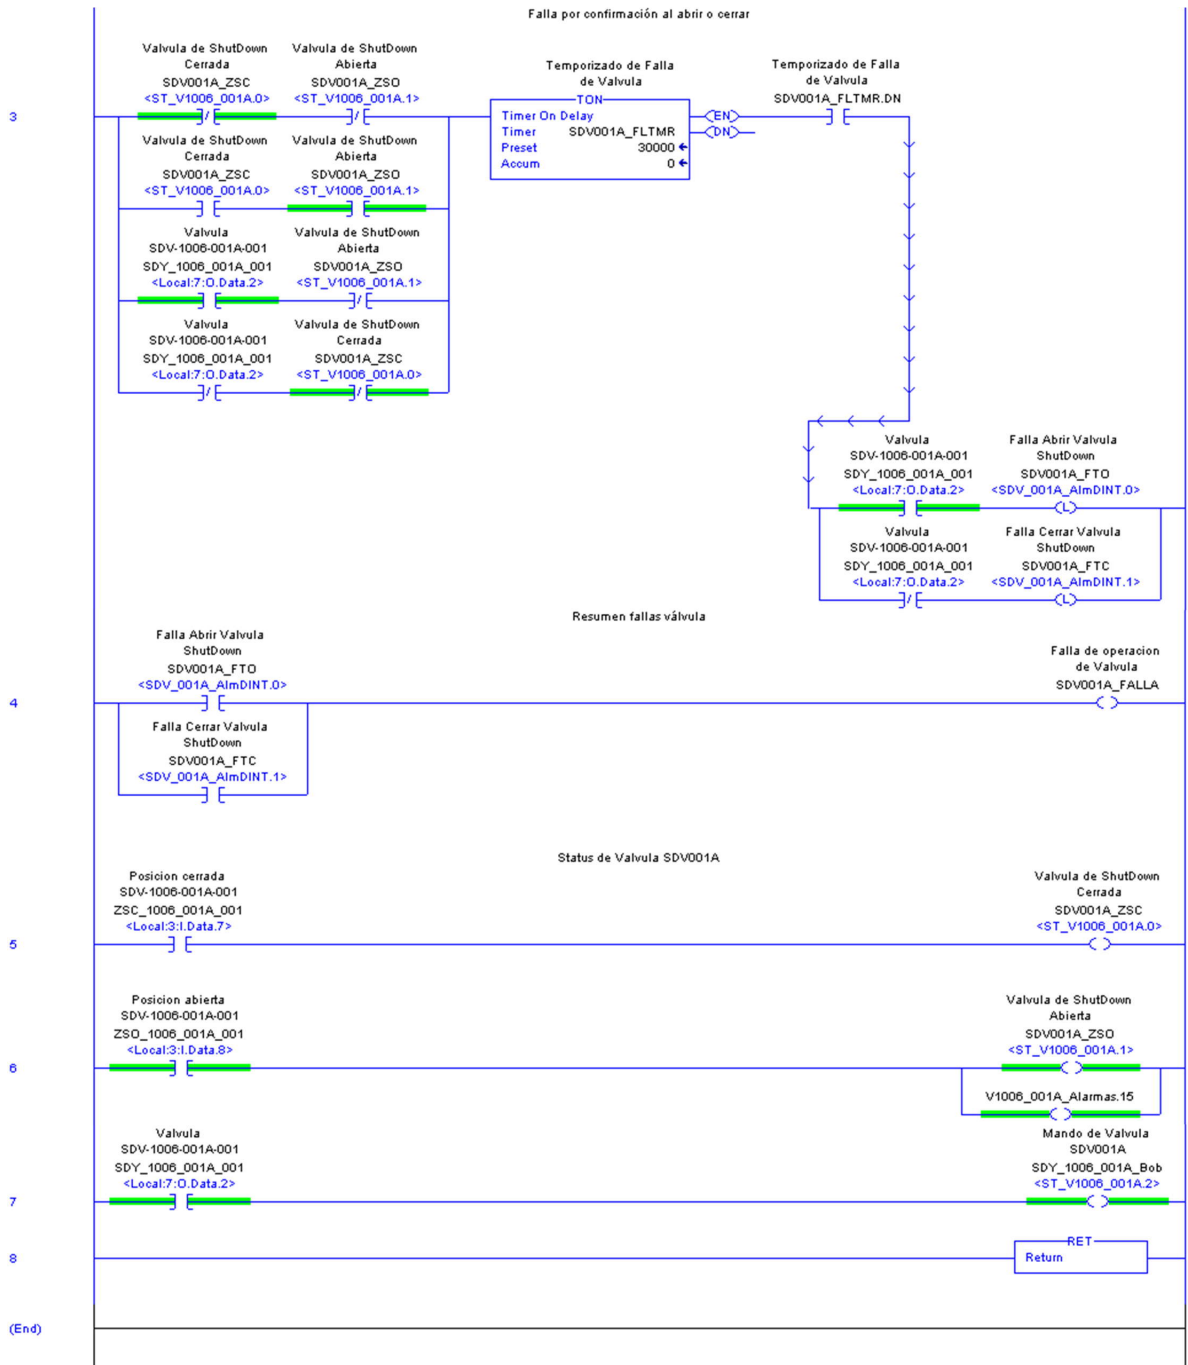 Falla por confirmación al abrir o cerrar
Valvula de ShutDown
Cerrada
SDV001A_ZSC
<ST_V1006_001A.0>
Valvula de ShutDown
Abierta
SDV001A_ZSO
<ST_V1006_001A.1>
Temporizado de Falla
de Valvula
TON
Timer On Delay
Timer SDV001A_FLTMR
Preset 30000
Accum 0
EN
DN
Temporizado de Falla
de Valvula
SDV001A_FLTMR.DN
3
Valvula de ShutDown
Cerrada
SDV001A_ZSC
<ST_V1006_001A.0>
Valvula de ShutDown
Abierta
SDV001A_ZSO
<ST_V1006_001A.1>
Valvula
SDV-1006-001A-001
SDY_1006_001A_001
<Local:7:O.Data.2>
Valvula de ShutDown
Abierta
SDV001A_ZSO
<ST_V1006_001A.1>
Valvula
SDV-1006-001A-001
SDY_1006_001A_001
<Local:7:O.Data.2>
Valvula de ShutDown
Cerrada
SDV001A_ZSC
<ST_V1006_001A.0>
Valvula
SDV-1006-001A-001
SDY_1006_001A_001
<Local:7:O.Data.2>
Falla Abrir Valvula
ShutDown
SDV001A_FTO
<SDV_001A_AlmDINT.0>
L
Valvula
SDV-1006-001A-001
SDY_1006_001A_001
<Local:7:O.Data.2>
Falla Cerrar Valvula
ShutDown
SDV001A_FTC
<SDV_001A_AlmDINT.1>
L
Resumen fallas válvula
Falla Abrir Valvula
ShutDown
SDV001A_FTO
<SDV_001A_AlmDINT.0>
Falla de operacion
de Valvula
SDV001A_FALLA
4
Falla Cerrar Valvula
ShutDown
SDV001A_FTC
<SDV_001A_AlmDINT.1>
Status de Valvula SDV001A
Posicion cerrada
SDV-1006-001A-001
ZSC_1006_001A_001
<Local:3:I.Data.7>
Valvula de ShutDown
Cerrada
SDV001A_ZSC
<ST_V1006_001A.0>
5
Posicion abierta
SDV-1006-001A-001
ZSO_1006_001A_001
<Local:3:I.Data.8>
Valvula de ShutDown
Abierta
SDV001A_ZSO
<ST_V1006_001A.1>
6
V1006_001A_Alarmas.15
Valvula
SDV-1006-001A-001
SDY_1006_001A_001
<Local:7:O.Data.2>
Mando de Valvula
SDV001A
SDY_1006_001A_Bob
<ST_V1006_001A.2>
7
RET
Return
8
(End)